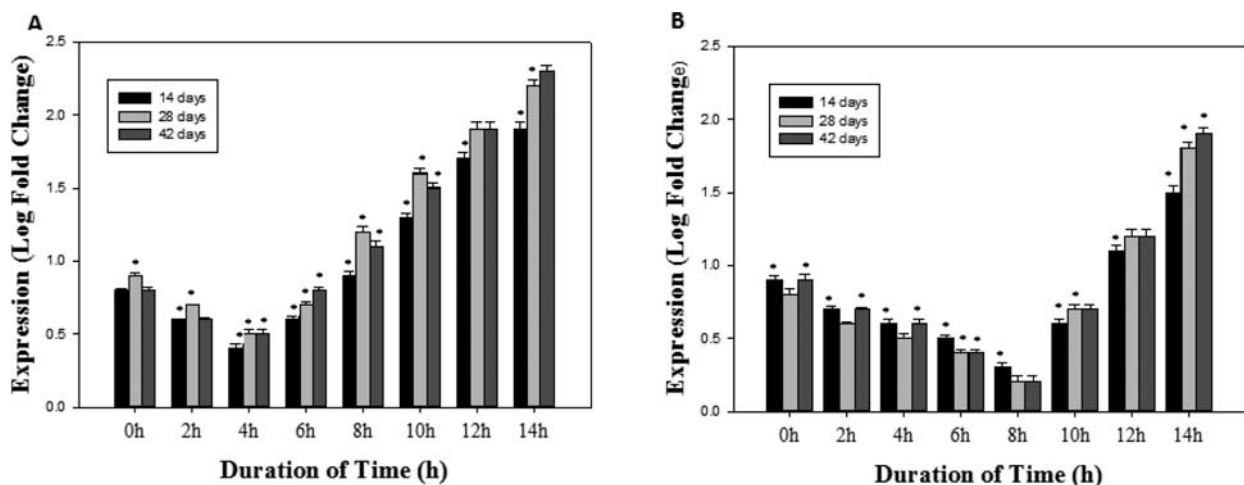 A
Expression (Log Fold Change)
2.5
2.0
1.5
1.0
0.5
0.0
14 days
28 days
42 days
* * * * * * * * * * * * * * * * * *
0h 2h 4h 6h 8h 10h 12h 14h
Duration of Time (h)
B
Expression (Log Fold Change)
2.5
2.0
1.5
1.0
0.5
0.0
14 days
28 days
42 days
* * * * * * * * * * * * * * * * *
0h 2h 4h 6h 8h 10h 12h 14h
Duration of Time (h)